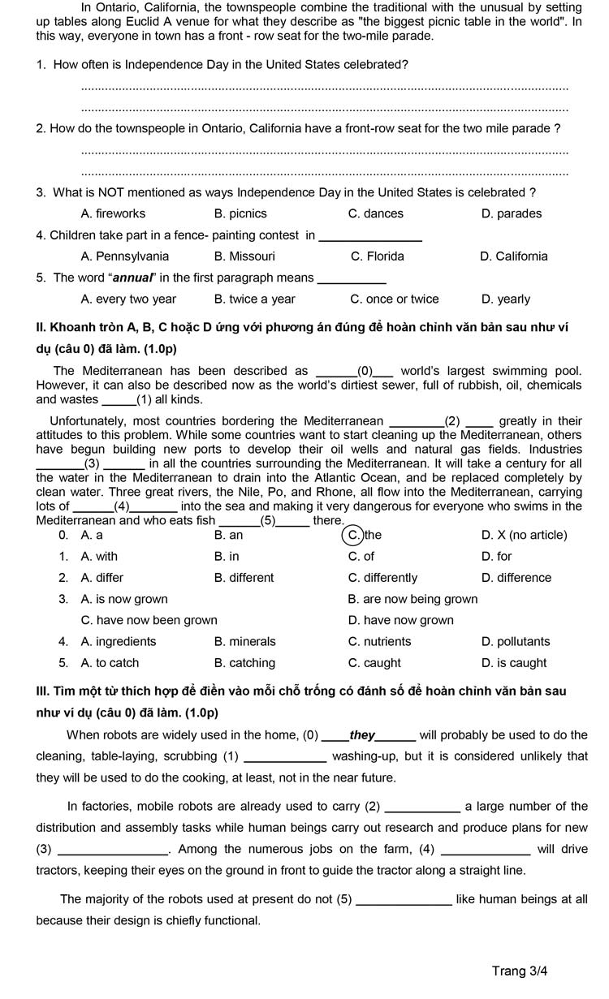 In Ontario, California, the townspeople combine the traditional with the unusual by setting
up tables along Euclid A venue for what they describe as "the biggest picnic table in the world". In
this way, everyone in town has a front - row seat for the two-mile parade.
1. How often is Independence Day in the United States celebrated?
................................................................................
................................................................................
2. How do the townspeople in Ontario, California have a front-row seat for the two mile parade ?
................................................................................
................................................................................
3. What is NOT mentioned as ways Independence Day in the United States is celebrated ?
A. fireworks B. picnics C. dances D. parades
4. Children take part in a fence- painting contest in _______________
A. Pennsylvania B. Missouri C. Florida D. California
5. The word “annual” in the first paragraph means __________
A. every two year B. twice a year C. once or twice D. yearly
II. Khoanh tròn A, B, C hoặc D ứng với phương án đúng để hoàn chỉnh văn bản sau như ví
dụ (câu 0) đã làm. (1.0p)
The Mediterranean has been described as ______(0)___ world's largest swimming pool.
However, it can also be described now as the world's dirtiest sewer, full of rubbish, oil, chemicals
and wastes _____(1) all kinds.
Unfortunately, most countries bordering the Mediterranean ________(2) ____ greatly in their
attitudes to this problem. While some countries want to start cleaning up the Mediterranean, others
have begun building new ports to develop their oil wells and natural gas fields. Industries
_______(3) ______ in all the countries surrounding the Mediterranean. It will take a century for all
the water in the Mediterranean to drain into the Atlantic Ocean, and be replaced completely by
clean water. Three great rivers, the Nile, Po, and Rhone, all flow into the Mediterranean, carrying
lots of ______(4)_______ into the sea and making it very dangerous for everyone who swims in the
Mediterranean and who eats fish ______(5)_____ there.
0. A. a B. an C. the D. X (no article)
1. A. with B. in C. of D. for
2. A. differ B. different C. differently D. difference
3. A. is now grown B. are now being grown
C. have now been grown D. have now grown
4. A. ingredients B. minerals C. nutrients D. pollutants
5. A. to catch B. catching C. caught D. is caught
III. Tìm một từ thích hợp để điền vào mỗi chỗ trống có đánh số để hoàn chỉnh văn bản sau
như ví dụ (câu 0) đã làm. (1.0p)
When robots are widely used in the home, (0) ____they______ will probably be used to do the
cleaning, table-laying, scrubbing (1) ____________ washing-up, but it is considered unlikely that
they will be used to do the cooking, at least, not in the near future.
In factories, mobile robots are already used to carry (2) ___________ a large number of the
distribution and assembly tasks while human beings carry out research and produce plans for new
(3) ________________. Among the numerous jobs on the farm, (4) _____________ will drive
tractors, keeping their eyes on the ground in front to guide the tractor along a straight line.
The majority of the robots used at present do not (5) ______________ like human beings at all
because their design is chiefly functional.
Trang 3/4